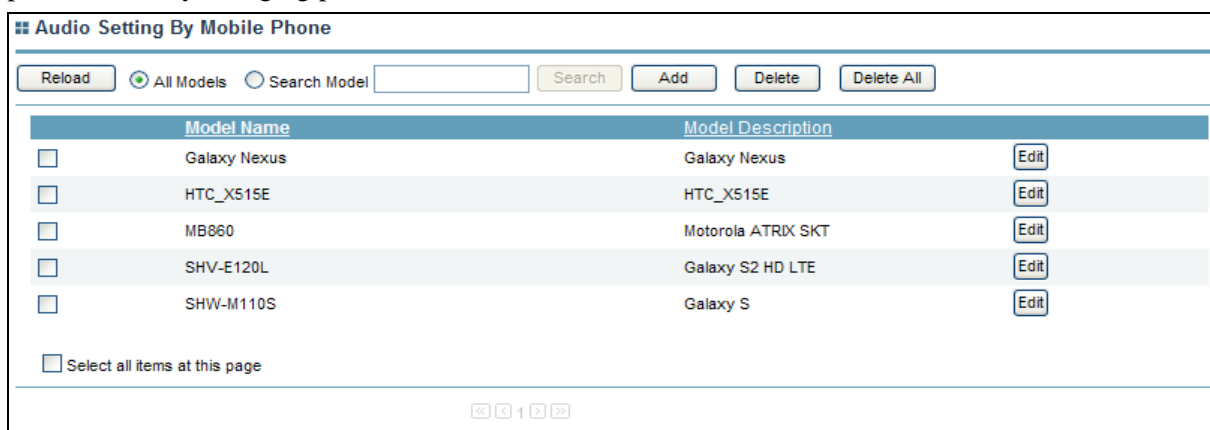 Audio Setting By Mobile Phone
Reload All Models Search Model Search Add Delete Delete All
Model Name Model Description
Galaxy Nexus Galaxy Nexus Edit
HTC_X515E HTC_X515E Edit
MB860 Motorola ATRIX SKT Edit
SHV-E120L Galaxy S2 HD LTE Edit
SHW-M110S Galaxy S Edit
Select all items at this page
1